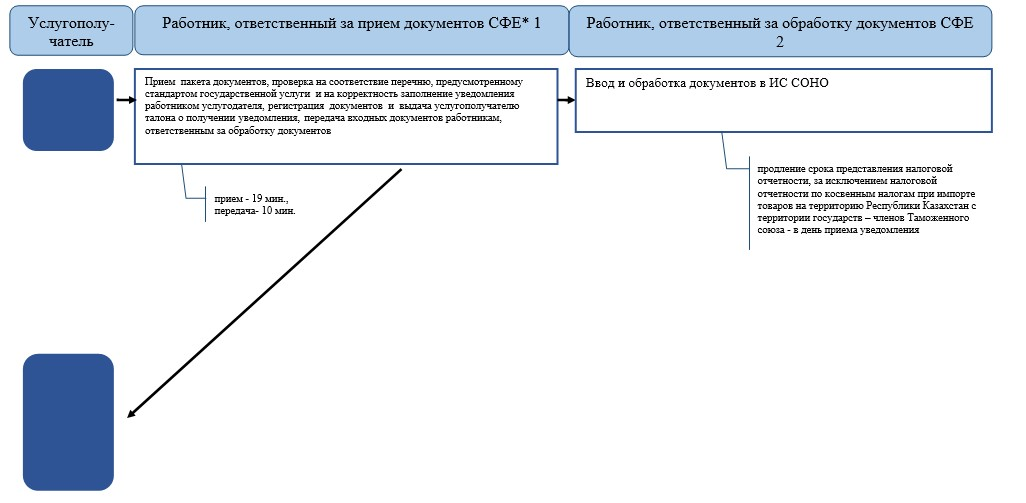 Услугополу-
чатель
Работник, ответственный за прием документов СФЕ* 1
Работник, ответственный за обработку документов СФЕ
2
Прием пакета документов, проверка на соответствие перечню, предусмотренному
стандартом государственной услуги и на корректность заполнение уведомления
работником услугодателя, регистрация документов и выдача услугополучателю
талона о получении уведомления, передача входных документов работникам,
ответственным за обработку документов
Ввод и обработка документов в ИС СОНО
прием - 19 мин.,
передача- 10 мин.
продление срока представления налоговой
отчетности, за исключением налоговой
отчетности по косвенным налогам при импорте
товаров на территорию Республики Казахстан с
территории государств – членов Таможенного
союза - в день приема уведомления